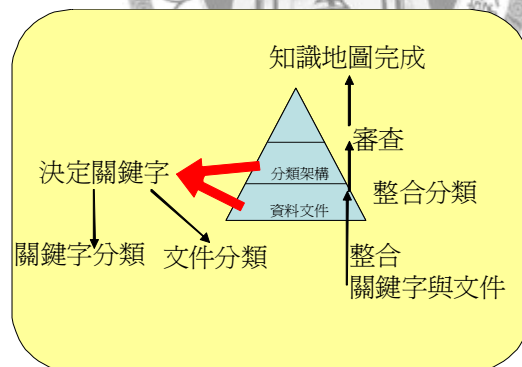 知識地圖完成
審查
分類架構
決定關鍵字
整合分類
資料文件
關鍵字分類
文件分類
整合
關鍵字與文件